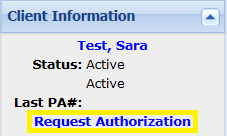 Client Information
Test, Sara
Status: Active
Active
Last PA#:
Request Authorization